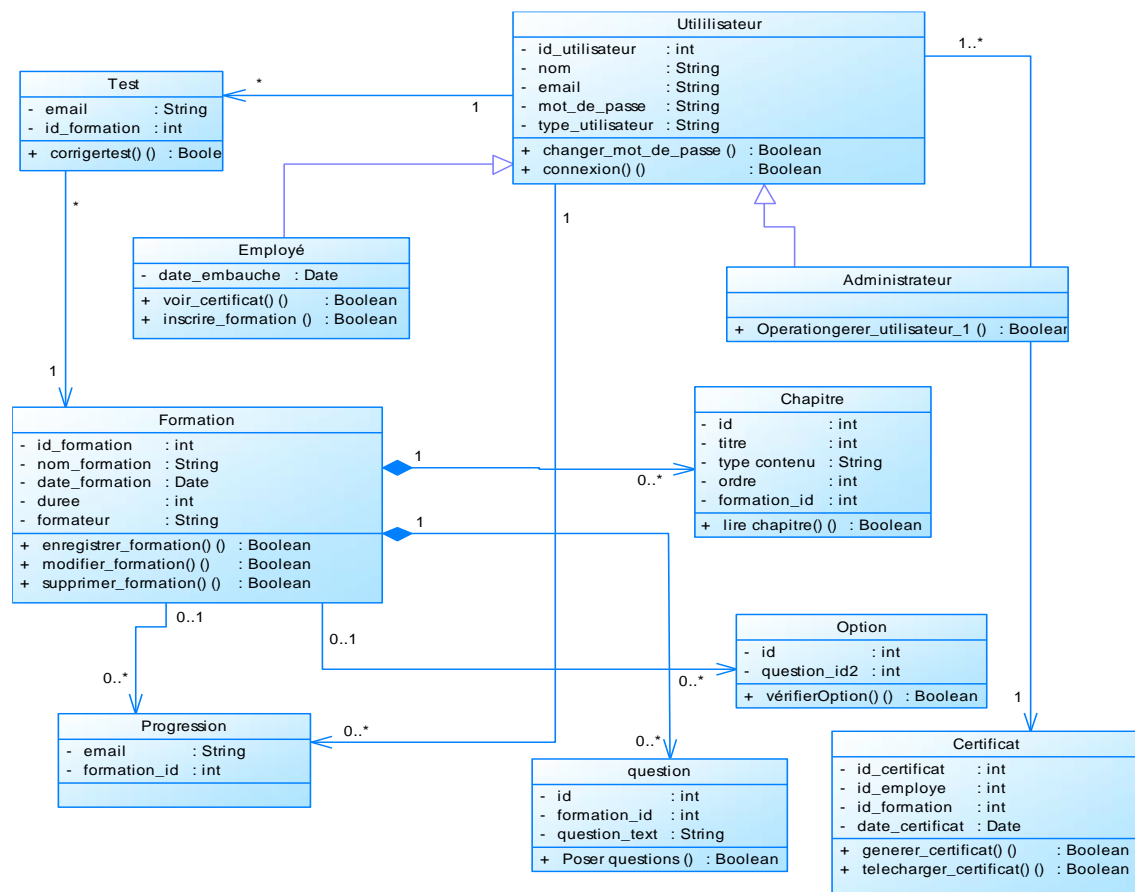 Utililisateur
- id_utilisateur : int
- nom : String
- email : String
- mot_de_passe : String
- type_utilisateur : String
+ changer_mot_de_passe () : Boolean
+ connexion() () : Boolean
1..*
*
1
Test
- email : String
- id_formation : int
+ corrigertest() () : Boole
*
1
1
Employé
- date_embauche : Date
+ voir_certificat() () : Boolean
+ inscrire_formation () : Boolean
Administrateur
+ Operationgerer_utilisateur_1 () : Boolear
Formation
- id_formation : int
- nom_formation : String
- date_formation : Date
- duree : int
- formateur : String
+ enregistrer_formation() () : Boolean
+ modifier_formation() () : Boolean
+ supprimer_formation() () : Boolean
1
0..*
Chapitre
- id : int
- titre : int
- type contenu : String
- ordre : int
- formation_id : int
+ lire chapitre() () : Boolean
1
0..*
0..1
0..*
0..1
0..*
Option
- id : int
- question_id2 : int
+ vérifierOption() () : Boolean
1
Progression
- email : String
- formation_id : int
0..*
question
- id : int
- formation_id : int
- question_text : String
+ Poser questions () : Boolean
Certificat
- id_certificat : int
- id_employe : int
- id_formation : int
- date_certificat : Date
+ generer_certificat() () : Boolean
+ telecharger_certificat() () : Boolean